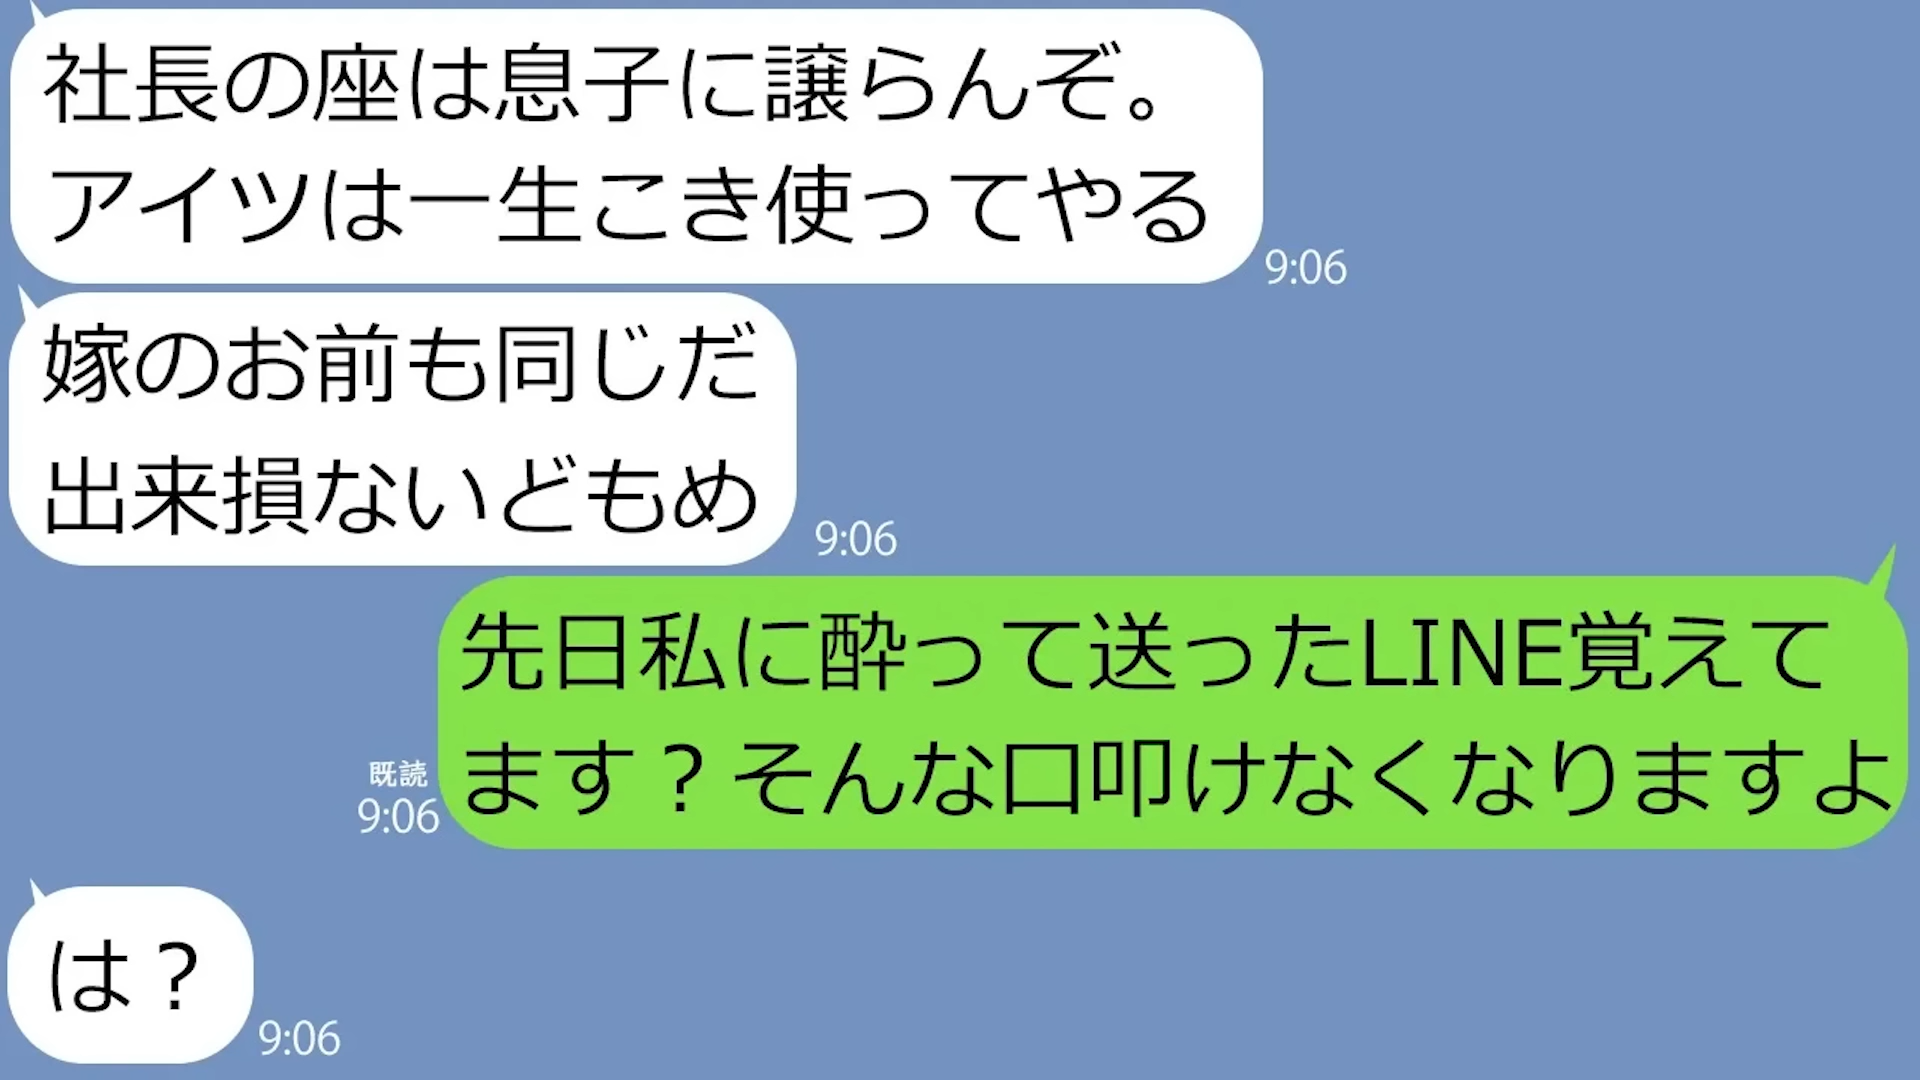 社長の座は息子に譲らんぞ。
アイツは一生こき使ってやる
9:06
嫁のお前も同じだ
出来損ないどもめ
9:06
先日私に酔って送ったLINE覚えて
ます？そんな口叩けなくなりますよ
既読
9:06
は？
9:06